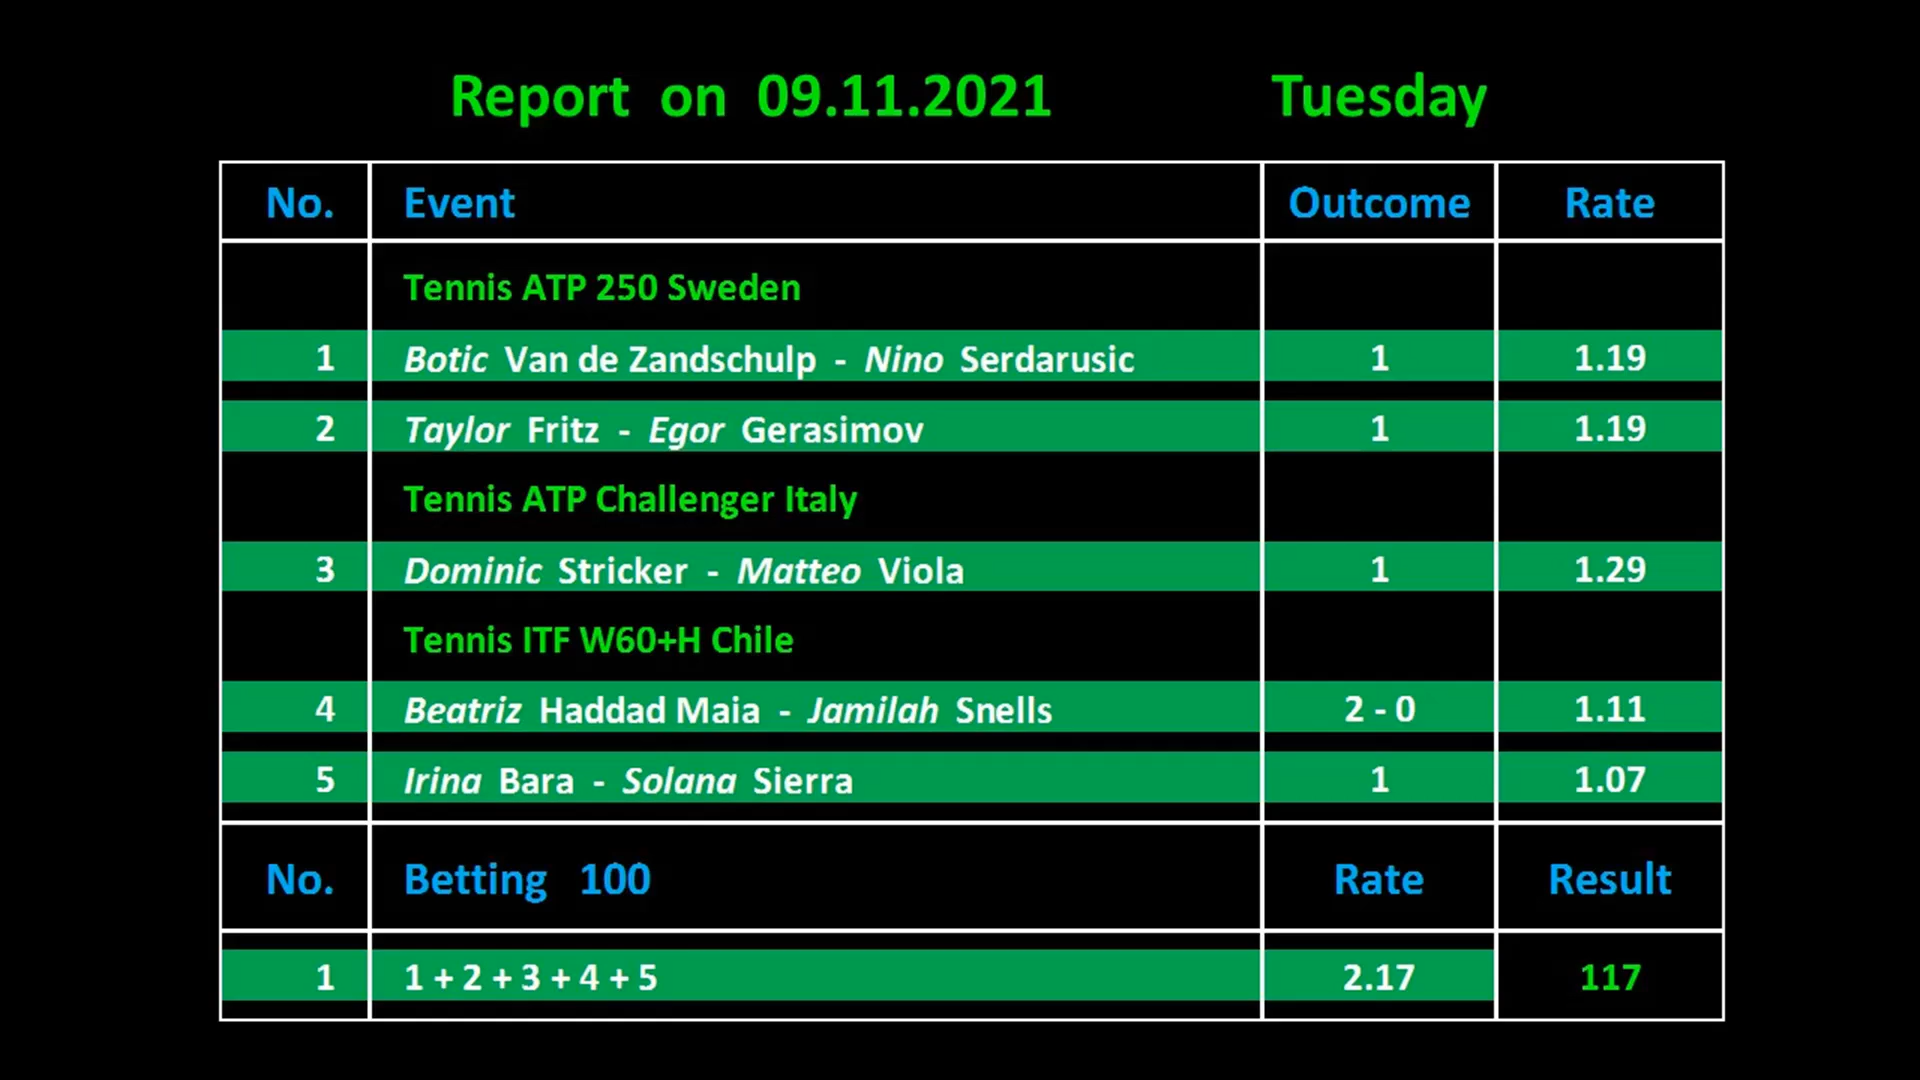 Report on 09.11.2021 Tuesday
No. Event Outcome Rate
Tennis ATP 250 Sweden
1 Botic Van de Zandschulp - Nino Serdarusic 1 1.19
2 Taylor Fritz - Egor Gerasimov 1 1.19
Tennis ATP Challenger Italy
3 Dominic Stricker - Matteo Viola 1 1.29
Tennis ITF W60+H Chile
4 Beatriz Haddad Maia - Jamilah Snells 2 - 0 1.11
5 Irina Bara - Solana Sierra 1 1.07
No. Betting 100 Rate Result
1 1 + 2 + 3 + 4 + 5 2.17 117